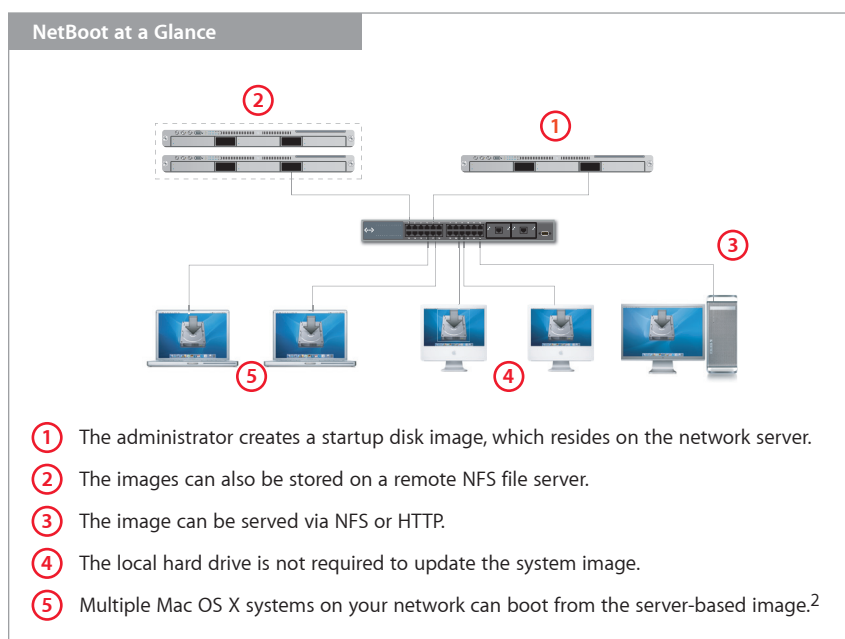 NetBoot at a Glance
2
1
3
5
4
1 The administrator creates a startup disk image, which resides on the network server.
2 The images can also be stored on a remote NFS file server.
3 The image can be served via NFS or HTTP.
4 The local hard drive is not required to update the system image.
5 Multiple Mac OS X systems on your network can boot from the server-based image.2